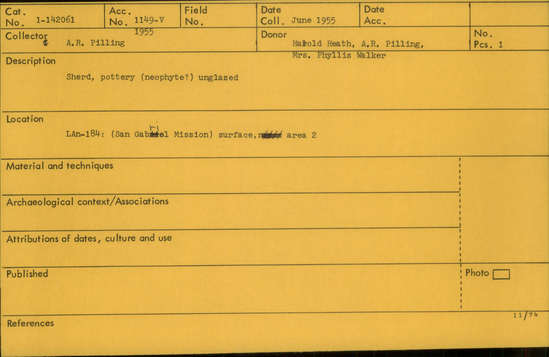 Cat. No. 1-142061 Acc. No. 1149-V Field No. Date Coll. June 1955 Date Acc.
1955
Collector A.R. Pilling Donor Harold Heath, A.R. Pilling, No. Pcs. 1
Mrs. Phyllis Walker
Description
Sherd, pottery (neophyte?) unglazed
Location
LAn-184: (San Gabriel Mission) surface, area 2
Material and techniques
Archaeological context/Associations
Attributions of dates, culture and use
Published Photo
11/74
References